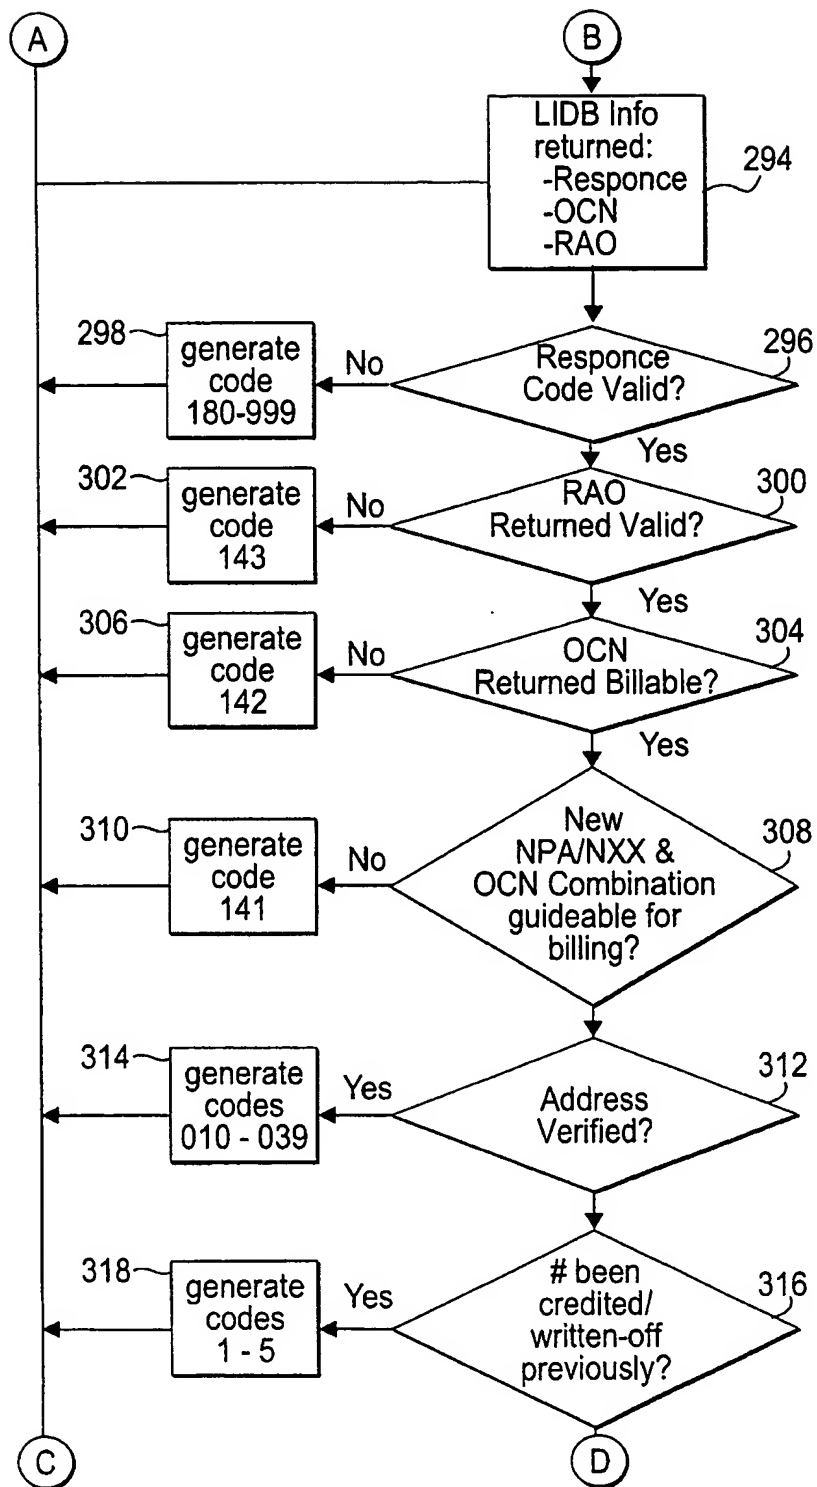 A
B
LIDB Info
returned:
-Responce
-OCN
-RAO
294
298
generate
code
180-999
No
Responce
Code Valid?
296
Yes
302
generate
code
143
No
RAO
Returned Valid?
300
Yes
306
generate
code
142
No
OCN
Returned Billable?
304
Yes
310
generate
code
141
No
New
NPA/NXX &
OCN Combination
guideable for
billing?
308
314
generate
codes
010 - 039
Yes
Address
Verified?
312
318
generate
codes
1 - 5
Yes
# been
credited/
written-off
previously?
316
C
D